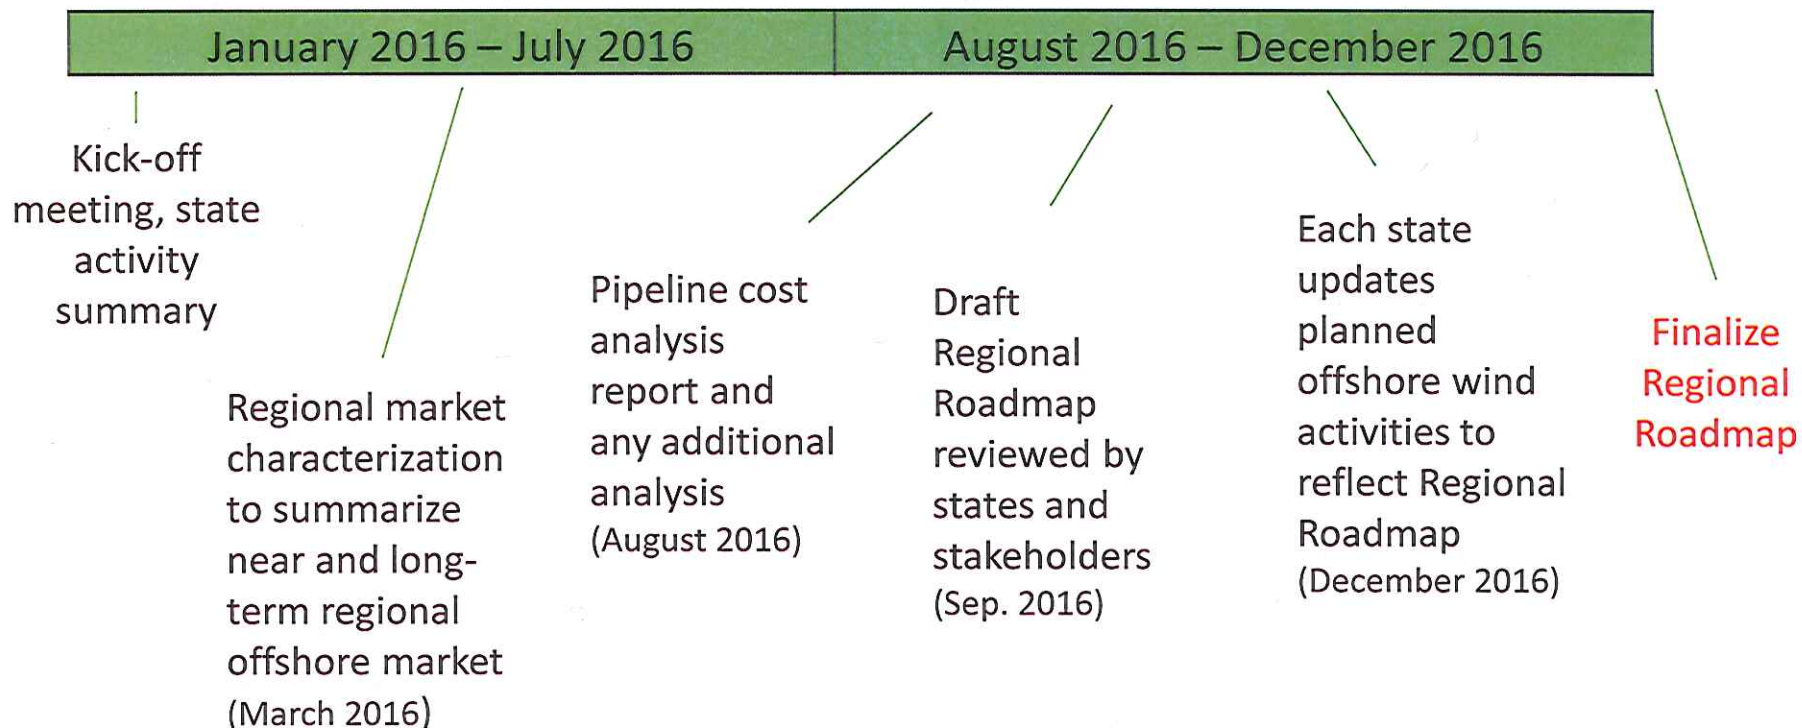 January 2016 – July 2016
August 2016 – December 2016
Kick-off
meeting, state
activity
summary
Regional market
characterization
to summarize
near and long-
term regional
offshore market
(March 2016)
Pipeline cost
analysis
report and
any additional
analysis
(August 2016)
Draft
Regional
Roadmap
reviewed by
states and
stakeholders
(Sep. 2016)
Each state
updates
planned
offshore wind
activities to
reflect Regional
Roadmap
(December 2016)
Finalize
Regional
Roadmap